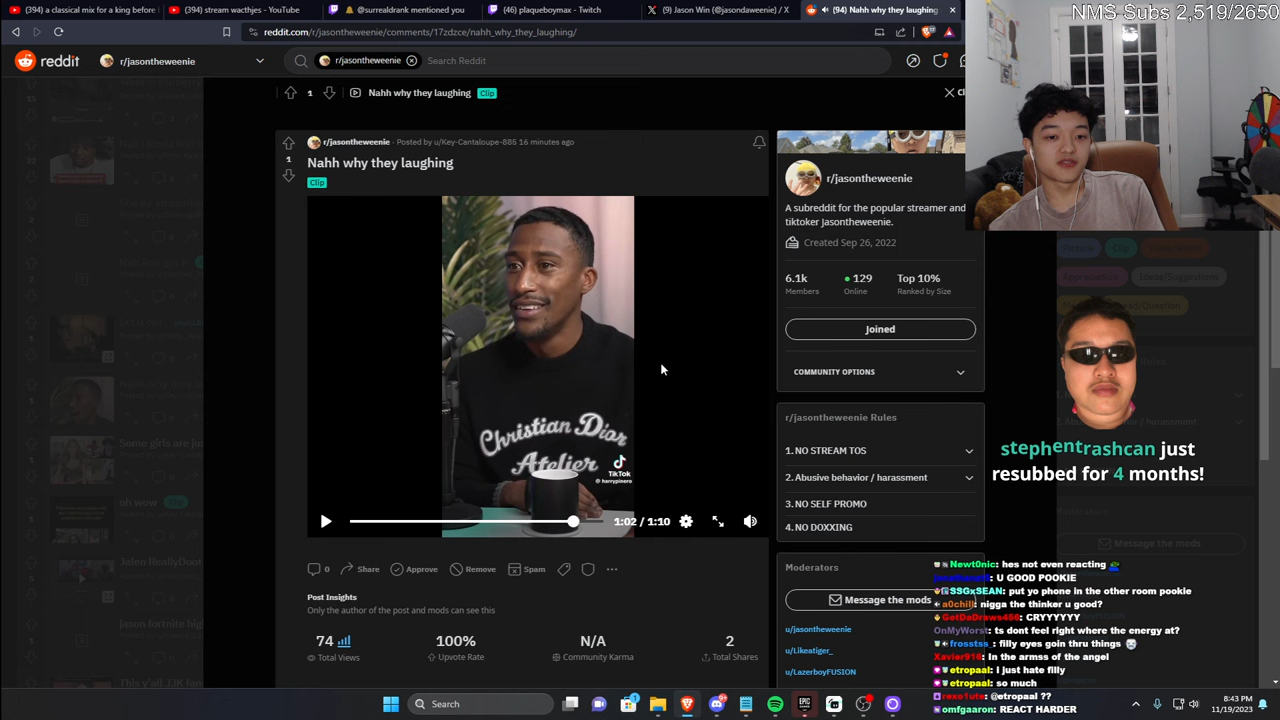 (394) a classical mix for a king before
(394) stream wacthjes - YouTube
@surrealdrank mentioned you
(46) plaqueboymax - Twitch
(9) Jason Win (@jasondaweenie) / X
(94) Nahh why they laughing
NMS Subs 2,519/2650
reddit.com/r/jasontheweenie/comments/17zdzce/nahh_why_they_laughing/
reddit
r/jasontheweenie
r/jasontheweenie
Search Reddit
1
Nahh why they laughing
Clip
r/jasontheweenie
Posted by u/Key-Cantaloupe-885 16 minutes ago
1
Nahh why they laughing
Clip
Christian Dior
Atelier
TikTok
@ harrypinero
1:02 / 1:10
0
Share
Approve
Remove
Spam
Post Insights
Only the author of the post and mods can see this
74
100%
N/A
2
Total Views
Upvote Rate
Community Karma
Total Shares
r/jasontheweenie
A subreddit for the popular streamer and
tiktoker jasontheweenie.
Created Sep 26, 2022
6.1k
129
Top 10%
Members
Online
Ranked by Size
Joined
COMMUNITY OPTIONS
r/jasontheweenie Rules
1. NO STREAM TOS
2. Abusive behavior / harassment
3. NO SELF PROMO
4. NO DOXXING
Moderators
Message the mods
u/jasontheweenie
u/Likeatiger_
u/LazerboyFUSION
stephentrashcan just
resubbed for 4 months!
Newt0nic: hes not even reacting
U GOOD POOKIE
SSGxSEAN: put yo phone in the other room pookie
a0chill: nigga the thinker u good?
GotDaDraws456: CRYYYYYY
OnMyWorst: ts dont feel right where the energy at?
frosstss_: filly eyes goin thru things
Xavier916: In the armss of the angel
etropaal: i just hate filly
etropaal: so much
rexo1ute: @etropaal ??
omfgaaron: REACT HARDER
Search
8:43 PM
11/19/2023